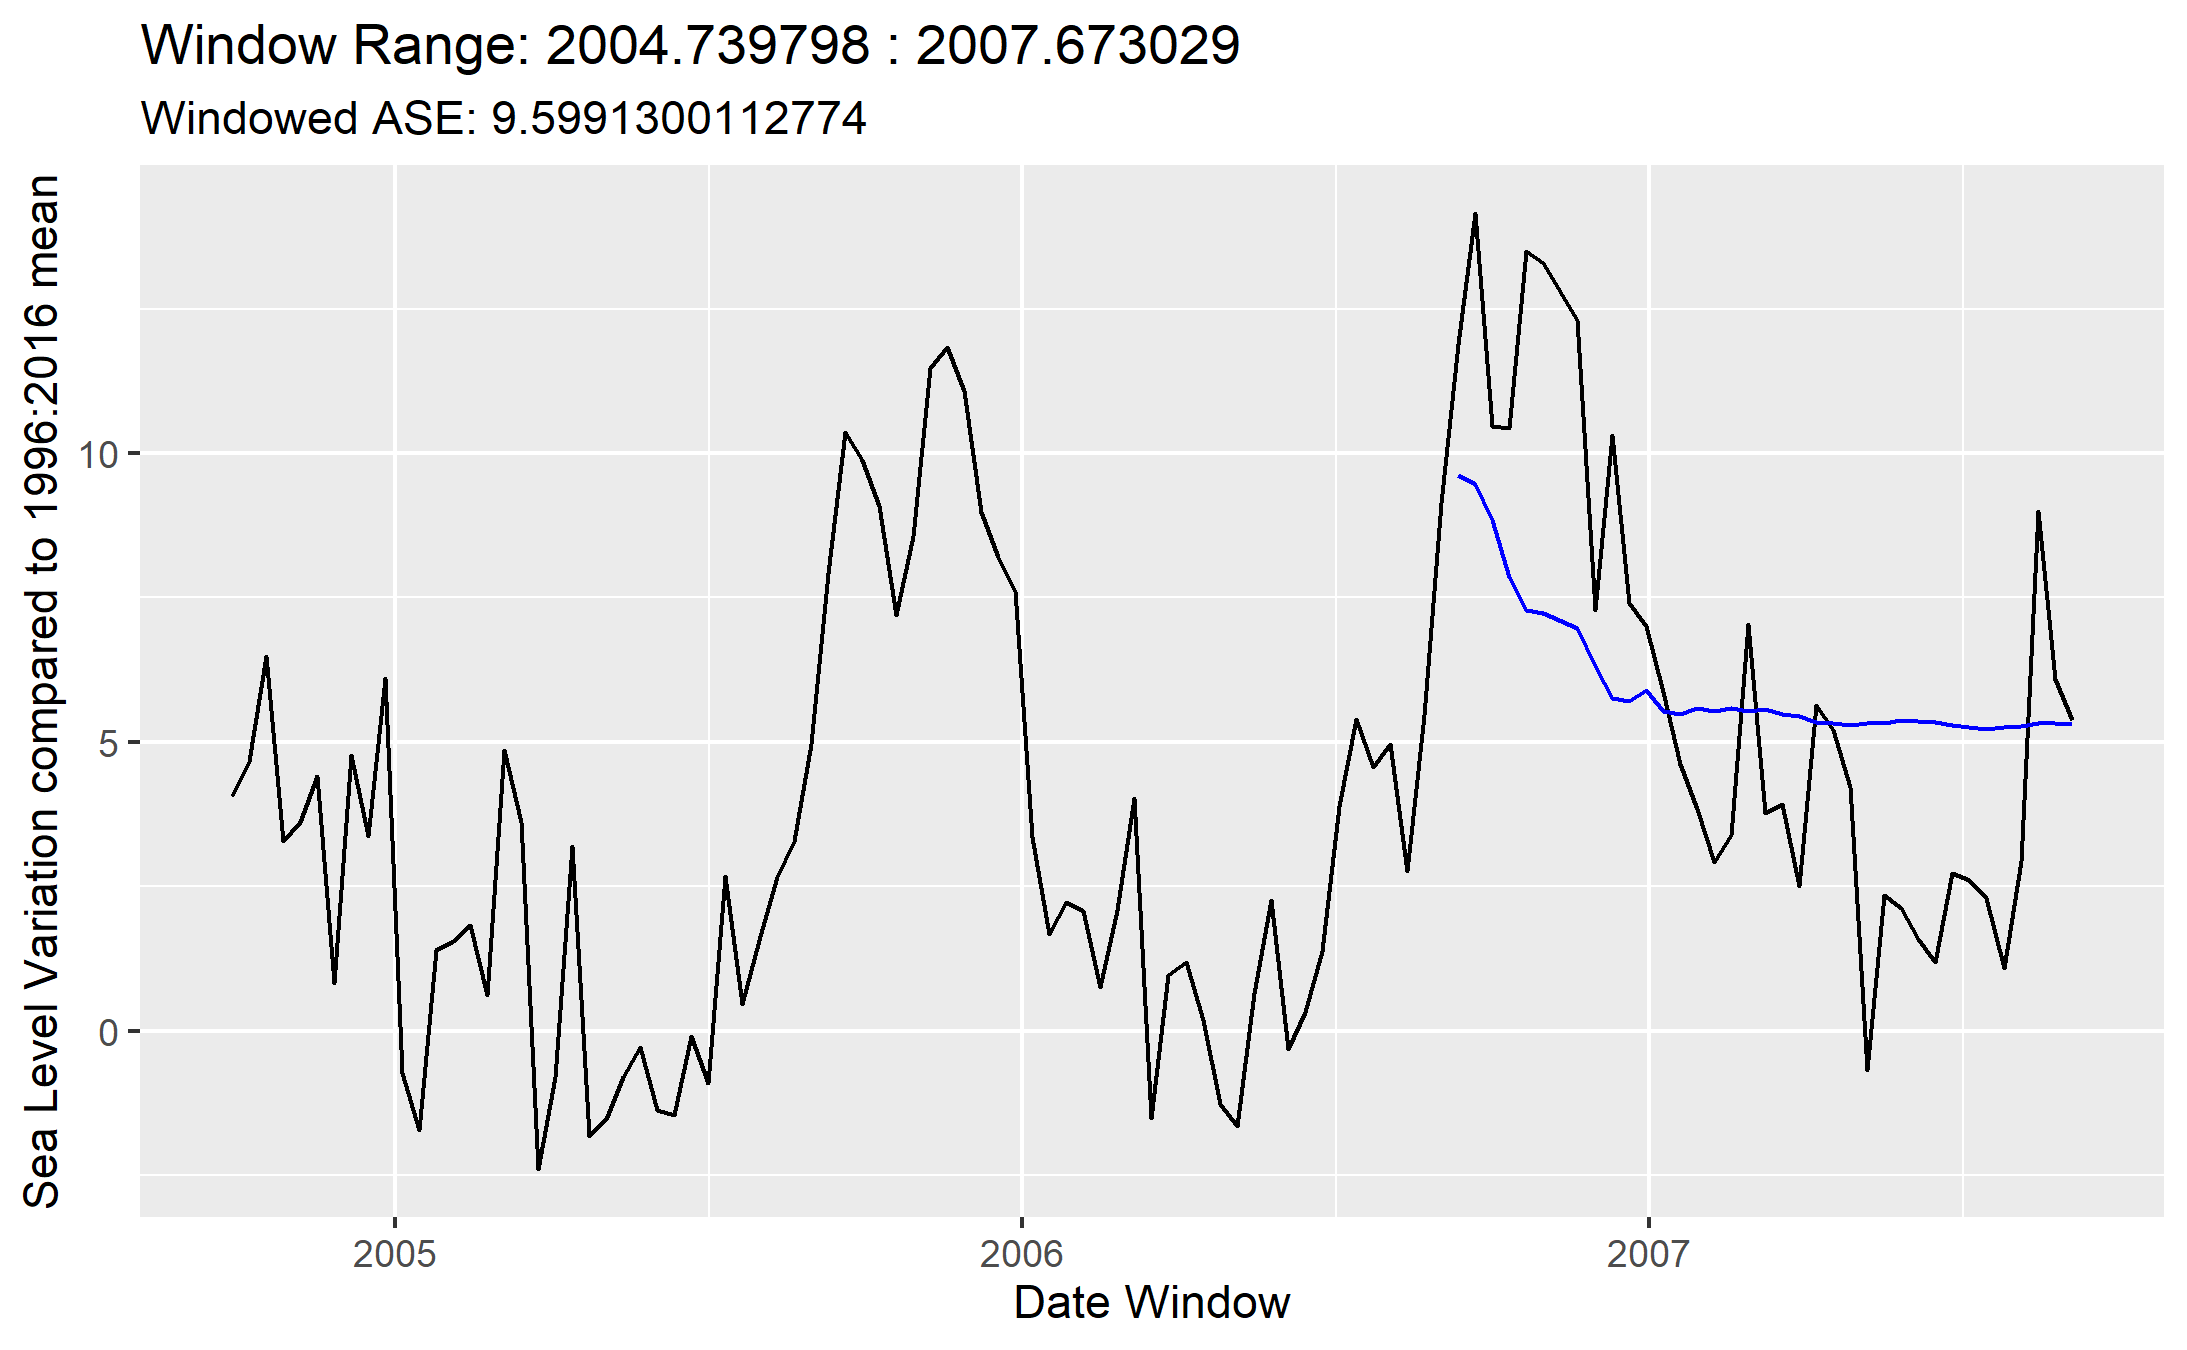 Window Range: 2004.739798 : 2007.673029
Windowed ASE: 9.5991300112774
Sea Level Variation compared to 1996:2016 mean
10
5
0
2005
2006
2007
Date Window